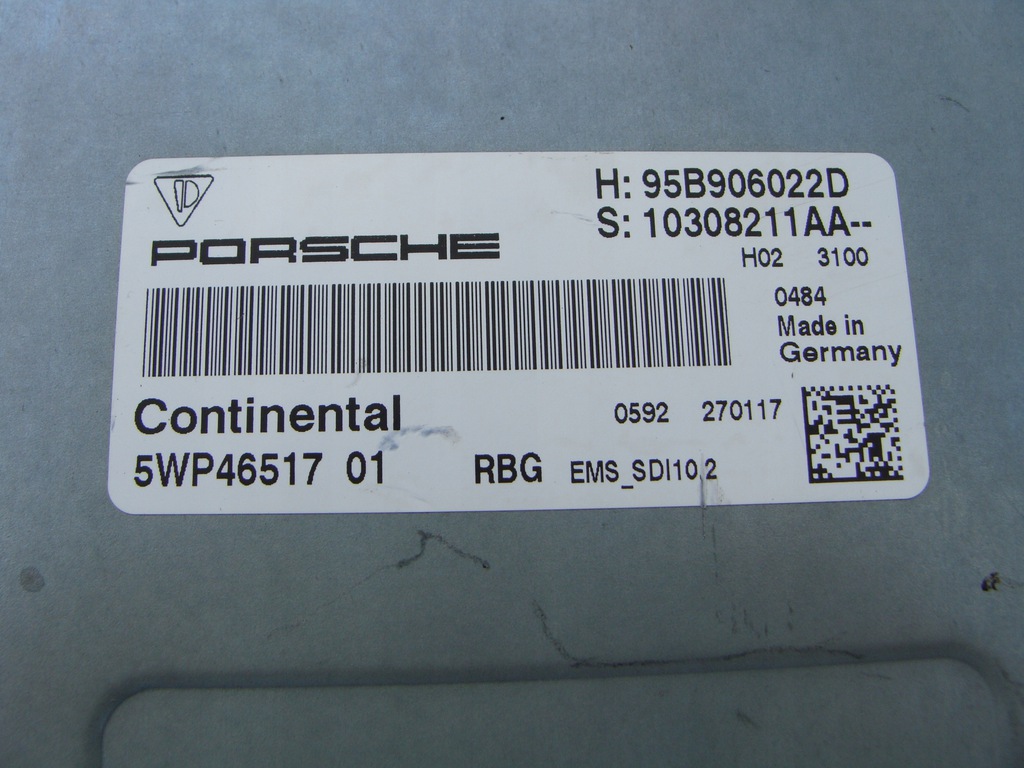 H: 95B906022D
PORSCHE
S: 10308211AA--
H02 3100
0484
Made in
Germany
Continental
0592 270117
5WP46517 01 RBG EMS_SDI10.2